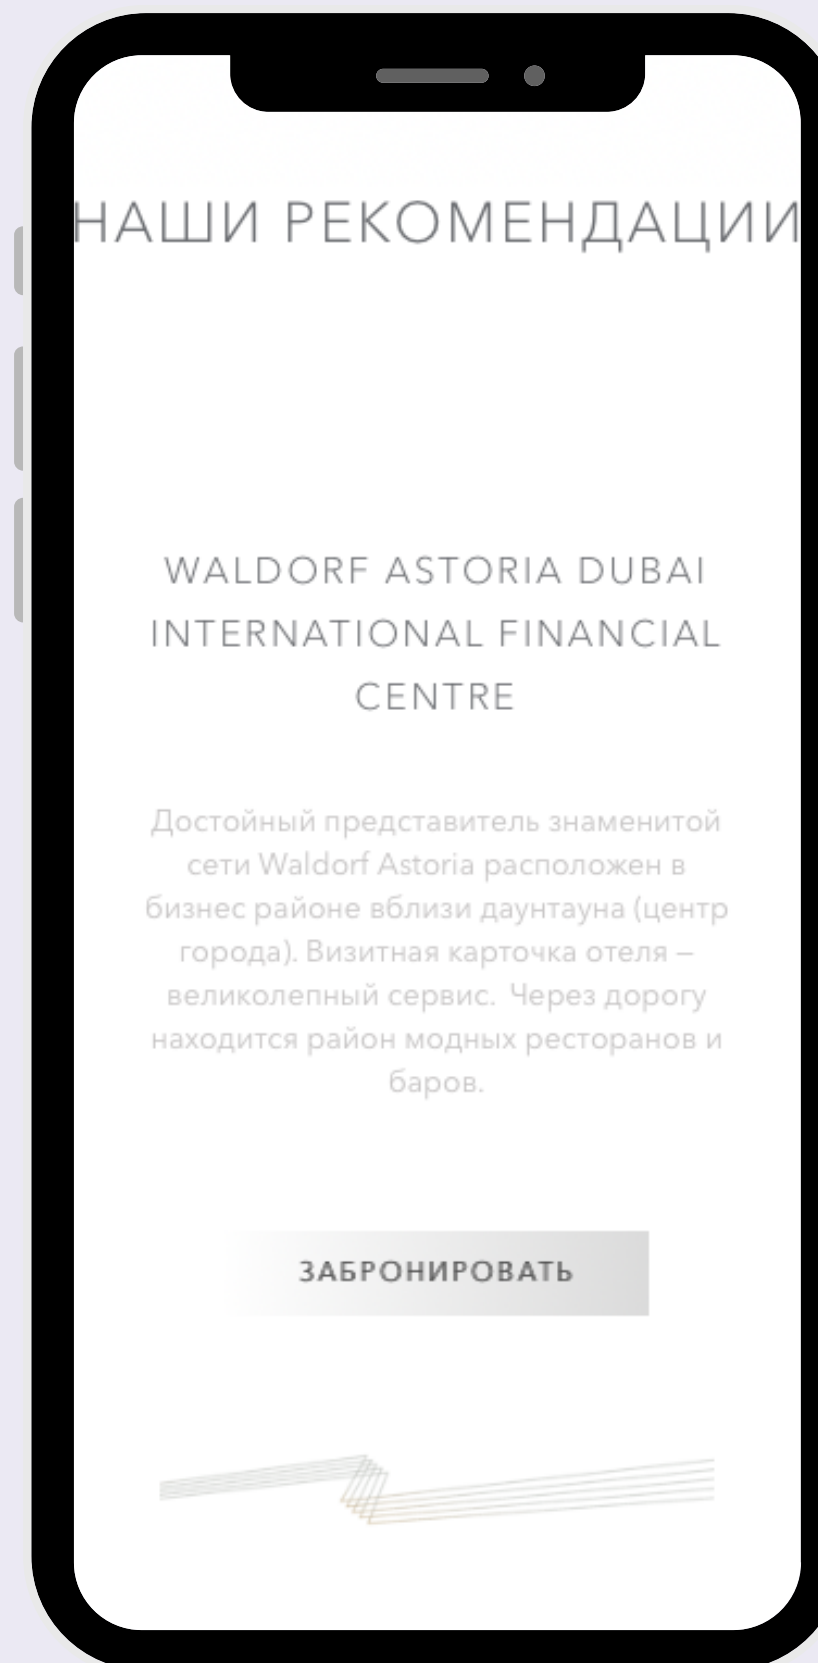 НАШИ РЕКОМЕНДАЦИИ
WALDORF ASTORIA DUBAI
INTERNATIONAL FINANCIAL
CENTRE
Достойный представитель знаменитой
сети Waldorf Astoria расположен в
бизнес районе вблизи даунтауна (центр
города). Визитная карточка отеля –
великолепный сервис.  Через дорогу
находится район модных ресторанов и
баров.
ЗАБРОНИРОВАТЬ